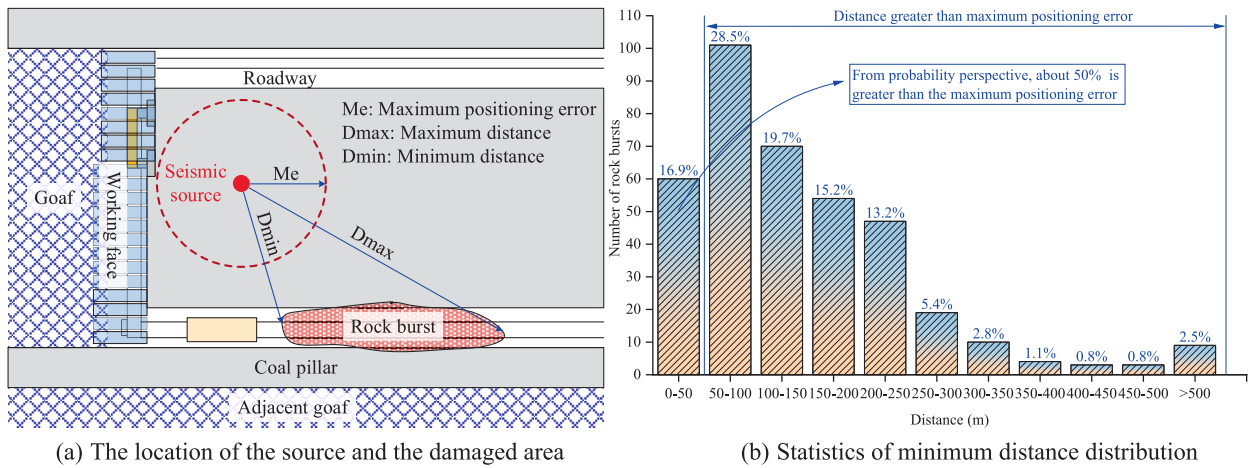 Roadway
Me: Maximum positioning error
Dmax: Maximum distance
Dmin: Minimum distance
Seismic
source
Me
Goaf
Working face
Dmin
Dmax
Rock burst
Coal pillar
Adjacent goaf
(a) The location of the source and the damaged area
Distance greater than maximum positioning error
From probability perspective, about 50% is
greater than the maximum positioning error
Number of rock bursts
110
100
90
80
70
60
50
40
30
20
10
0
16.9%
28.5%
19.7%
15.2%
13.2%
5.4%
2.8%
1.1%
0.8%
0.8%
2.5%
0-50
50-100
100-150
150-200
200-250
250-300
300-350
350-400
400-450
450-500
>500
Distance (m)
(b) Statistics of minimum distance distribution